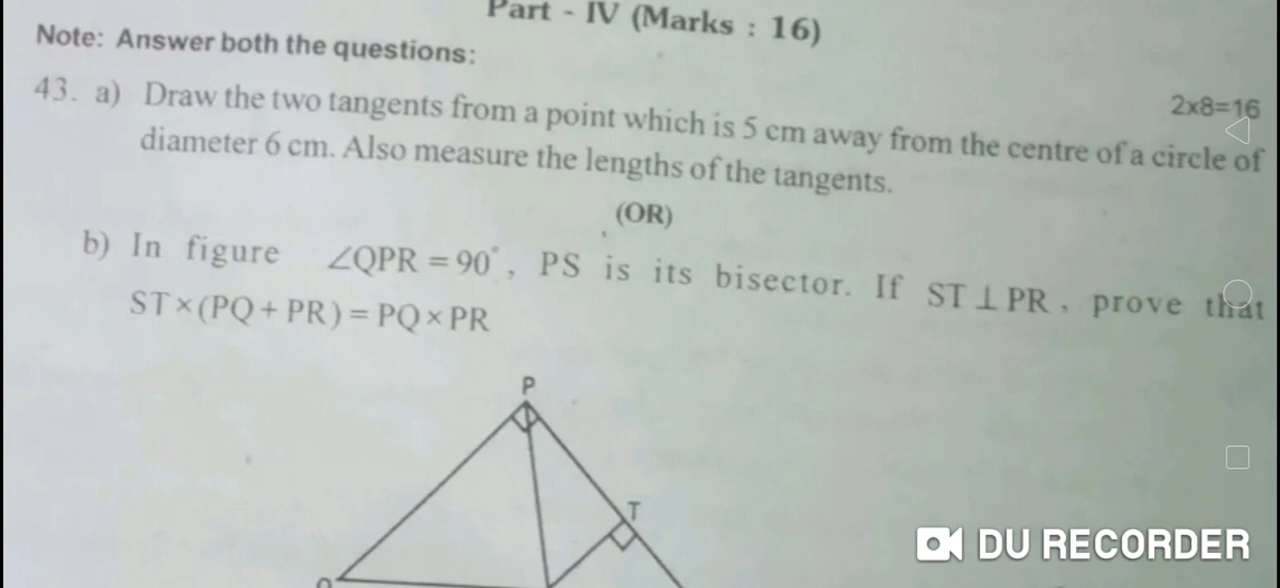 Part - IV (Marks : 16)
Note: Answer both the questions:
2x8=16
43. a) Draw the two tangents from a point which is 5 cm away from the centre of a circle of
diameter 6 cm. Also measure the lengths of the tangents.
(OR)
b) In figure ∠QPR = 90°, PS is its bisector. If ST ⊥ PR, prove that
ST × (PQ + PR) = PQ × PR
P
T
DU RECORDER